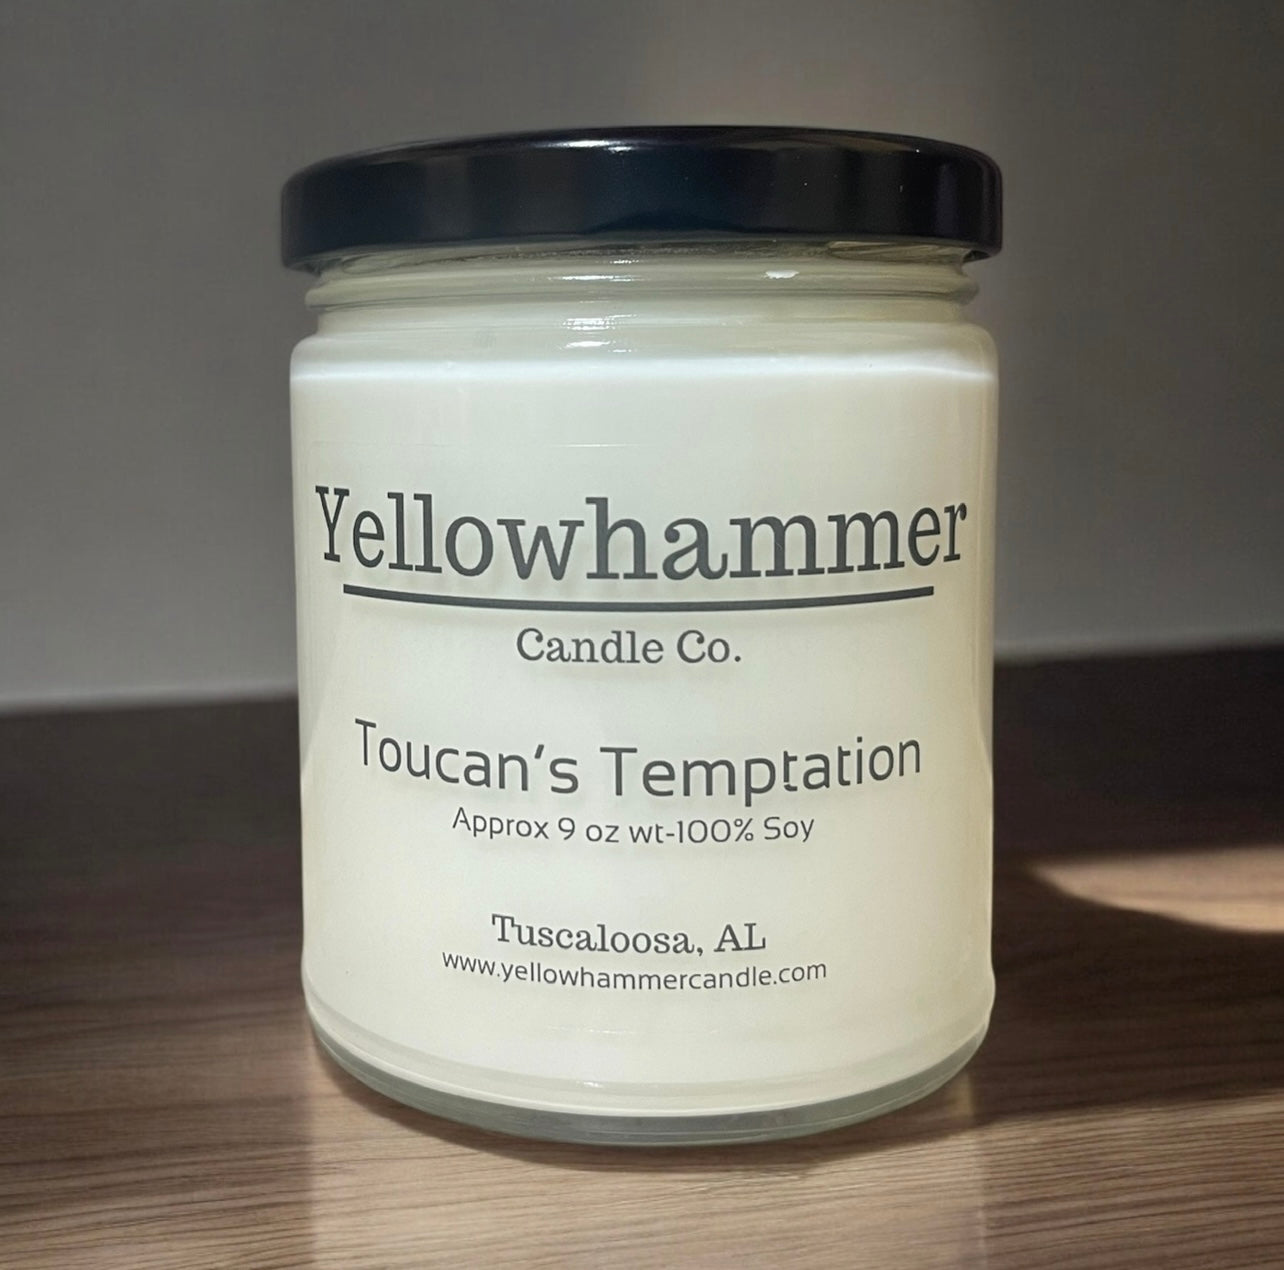 Yellowhammer
Candle Co.
Toucan's Temptation
Approx 9 oz wt-100% Soy
Tuscaloosa, AL
www.yellowhammercandle.com